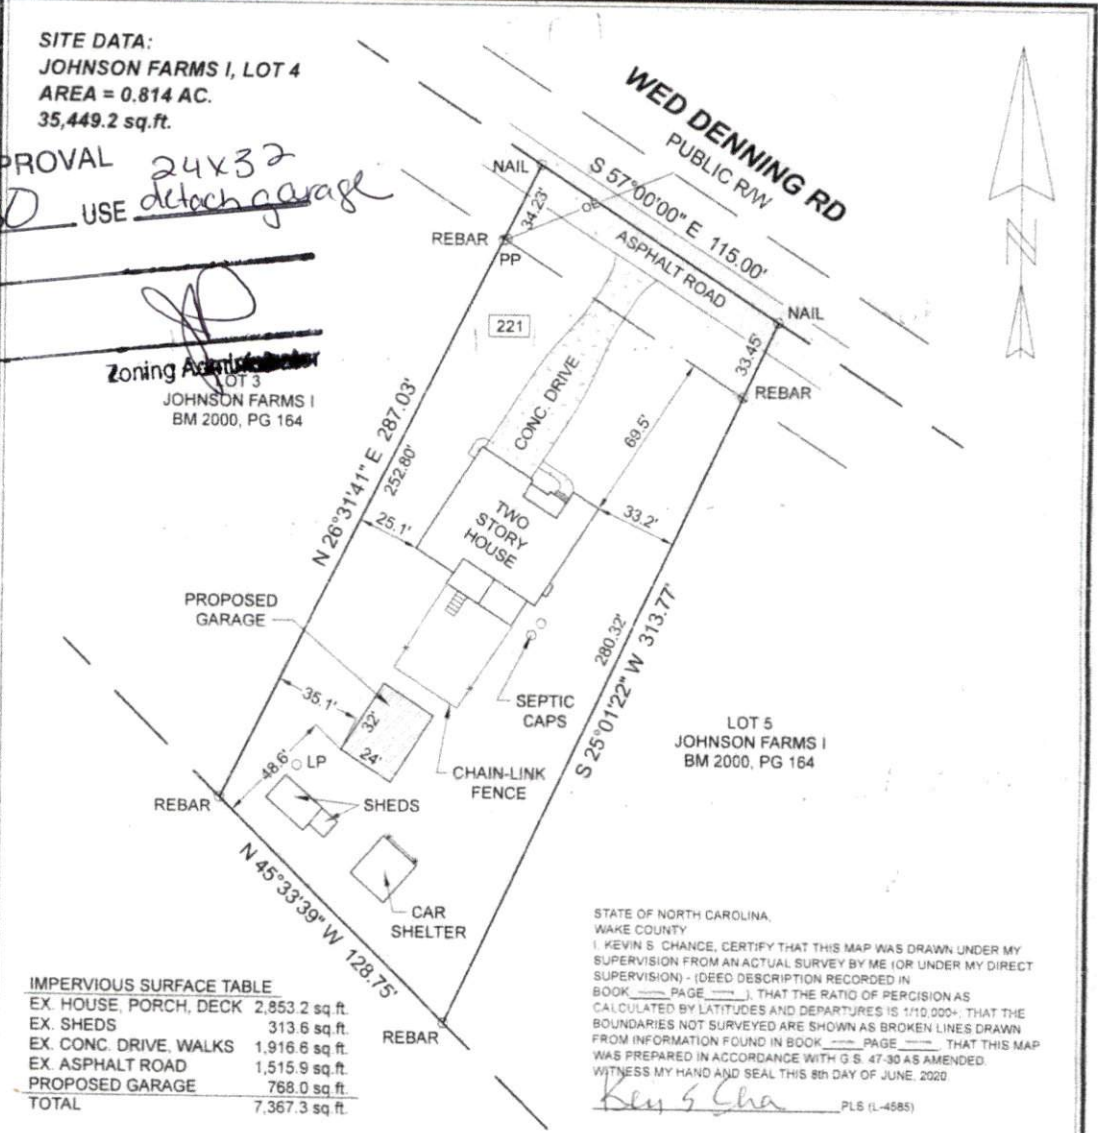 SITE DATA:
JOHNSON FARMS I, LOT 4
AREA = 0.814 AC.
35,449.2 sq.ft.
PROVAL 24x32
USE detach garage
Zoning
LOT 3
JOHNSON FARMS I
BM 2000, PG 164
WED DENNING RD
PUBLIC R/W
NAIL
S 57°00'00" E 115.00'
34.23'
OE
REBAR
PP
ASPHALT ROAD
N
NAIL
33.45'
REBAR
221
CONC. DRIVE
N 26°31'41" E 287.03'
252.80'
69.5'
25.1'
TWO
STORY
HOUSE
33.2'
PROPOSED
GARAGE
280.32'
S 25°01'22" W 313.77'
SEPTIC
CAPS
35.1'
32'
24'
48.6'
LP
LOT 5
JOHNSON FARMS I
BM 2000, PG 164
CHAIN-LINK
FENCE
REBAR
SHEDS
N 45°33'39" W 128.75'
CAR
SHELTER
REBAR
IMPERVIOUS SURFACE TABLE
EX. HOUSE, PORCH, DECK 2,853.2 sq.ft.
EX. SHEDS 313.6 sq.ft.
EX. CONC. DRIVE, WALKS 1,916.6 sq.ft.
EX. ASPHALT ROAD 1,515.9 sq.ft.
PROPOSED GARAGE 768.0 sq.ft.
TOTAL 7,367.3 sq.ft.
STATE OF NORTH CAROLINA,
WAKE COUNTY
I, KEVIN S. CHANCE, CERTIFY THAT THIS MAP WAS DRAWN UNDER MY
SUPERVISION FROM AN ACTUAL SURVEY BY ME (OR UNDER MY DIRECT
SUPERVISION) - (DEED DESCRIPTION RECORDED IN
BOOK PAGE ), THAT THE RATIO OF PERCISION AS
CALCULATED BY LATITUDES AND DEPARTURES IS 1/10,000+, THAT THE
BOUNDARIES NOT SURVEYED ARE SHOWN AS BROKEN LINES DRAWN
FROM INFORMATION FOUND IN BOOK PAGE THAT THIS MAP
WAS PREPARED IN ACCORDANCE WITH G.S. 47-30 AS AMENDED.
WITNESS MY HAND AND SEAL THIS 8th DAY OF JUNE, 2020
PLS (L-4585)